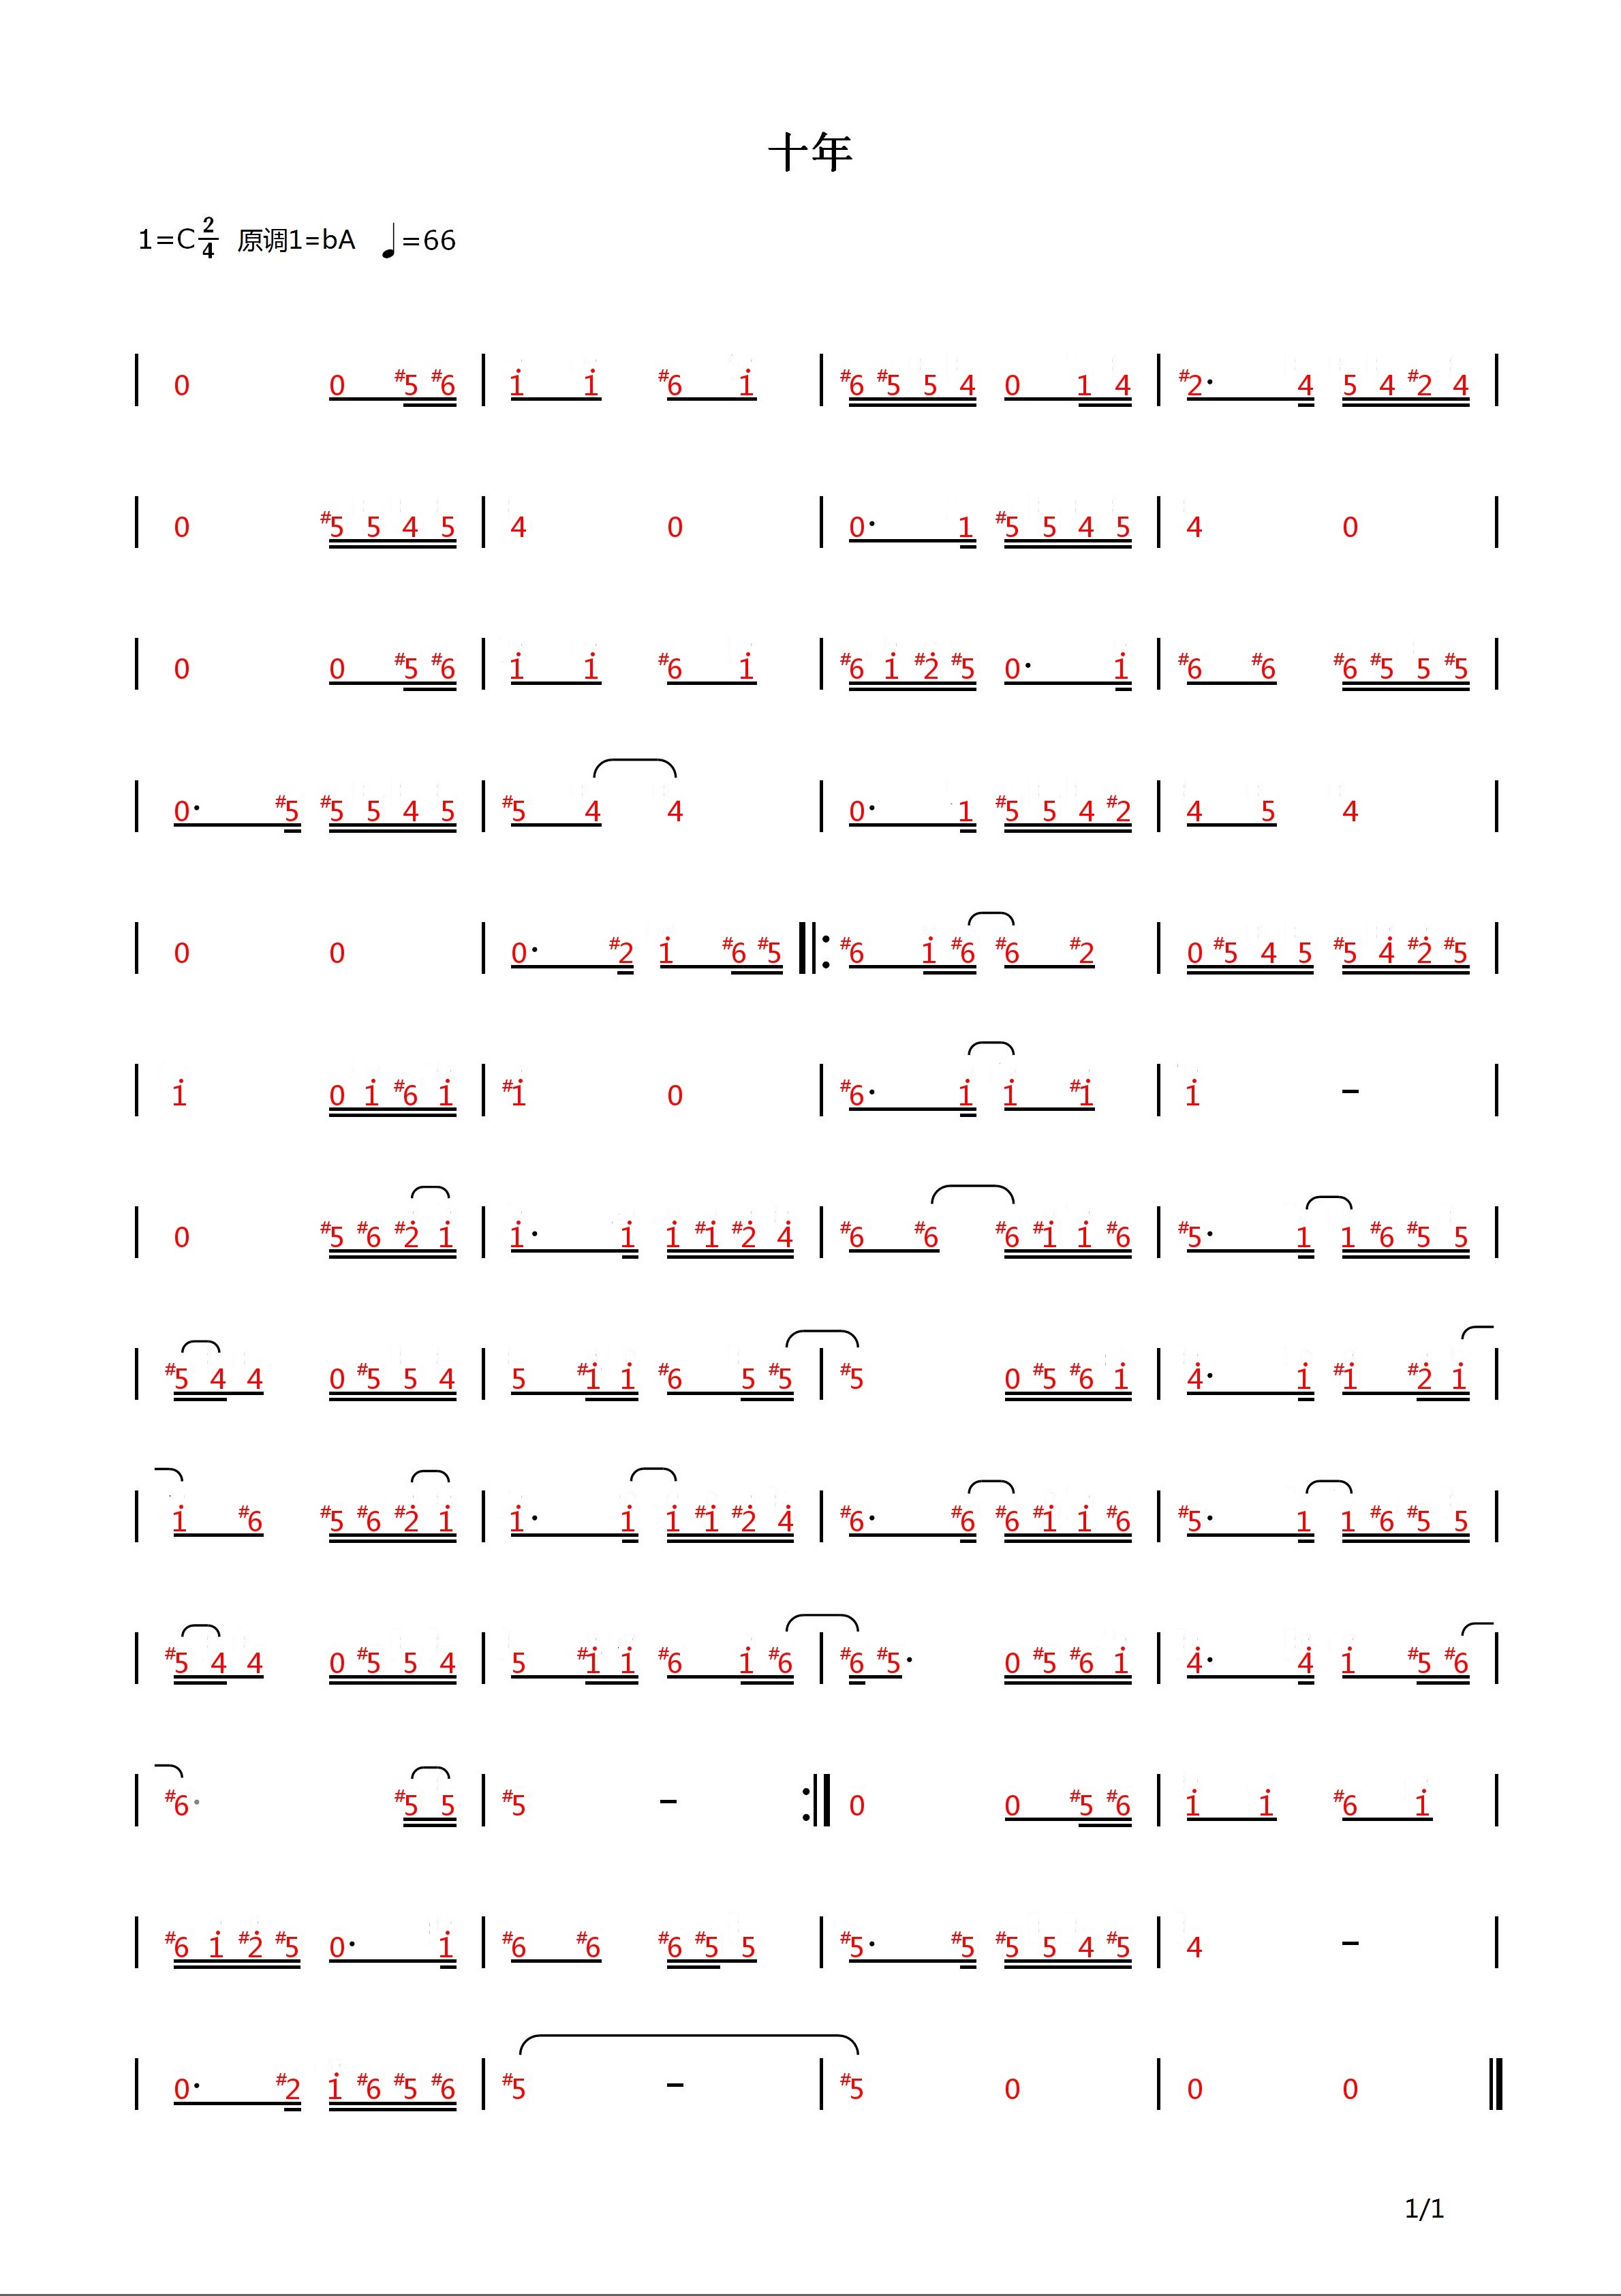 十年
1=C 2/4 原调1=bA ♩=66
| 0 0 #5 #6 | i i #6 i | #6 #5 5 4 0 1 4 | #2· 4 5 4 #2 4 |
| 0 #5 5 4 5 | 4 0 | 0· 1 #5 5 4 5 | 4 0 |
| 0 0 #5 #6 | i i #6 i | #6 i #2̇ #5 0· i | #6 #6 #6 #5 5 #5 |
| 0· #5 #5 5 4 5 | #5 4 4 | 0· 1 #5 5 4 #2 | 4 5 4 |
| 0 0 | 0· #2 i #6 #5 ‖: #6 i #6 #6 #2 | 0 #5 4 5 #5 4̇ #2̇ #5 |
| i 0 i #6 i | #i 0 | #6· i i #i | i – |
| 0 #5 #6 #2̇ i | i· i i #i #2̇ 4̇ | #6 #6 #6 #i i #6 | #5· 1 1 #6 #5 5 |
| #5 4 4 0 #5 5 4 | 5 #i i #6 5 #5 | #5 0 #5 #6 i | 4̇· i #i #2̇ i |
| i #6 #5 #6 #2̇ i | i· i i #i #2̇ 4̇ | #6· #6 #6 #i i #6 | #5· 1 1 #6 #5 5 |
| #5 4 4 0 #5 5 4 | 5 #i i #6 i #6 | #6 #5· 0 #5 #6 i | 4̇· 4̇ i #5 #6 |
| #6· #5 5 | #5 – :‖ 0 0 #5 #6 | i i #6 i |
| #6 i #2̇ #5 0· i | #6 #6 #6 #5 5 | #5· #5 #5 5 4 #5 | 4 – |
| 0· #2 i #6 #5 #6 | #5 – | #5 0 | 0 0 ‖
1/1